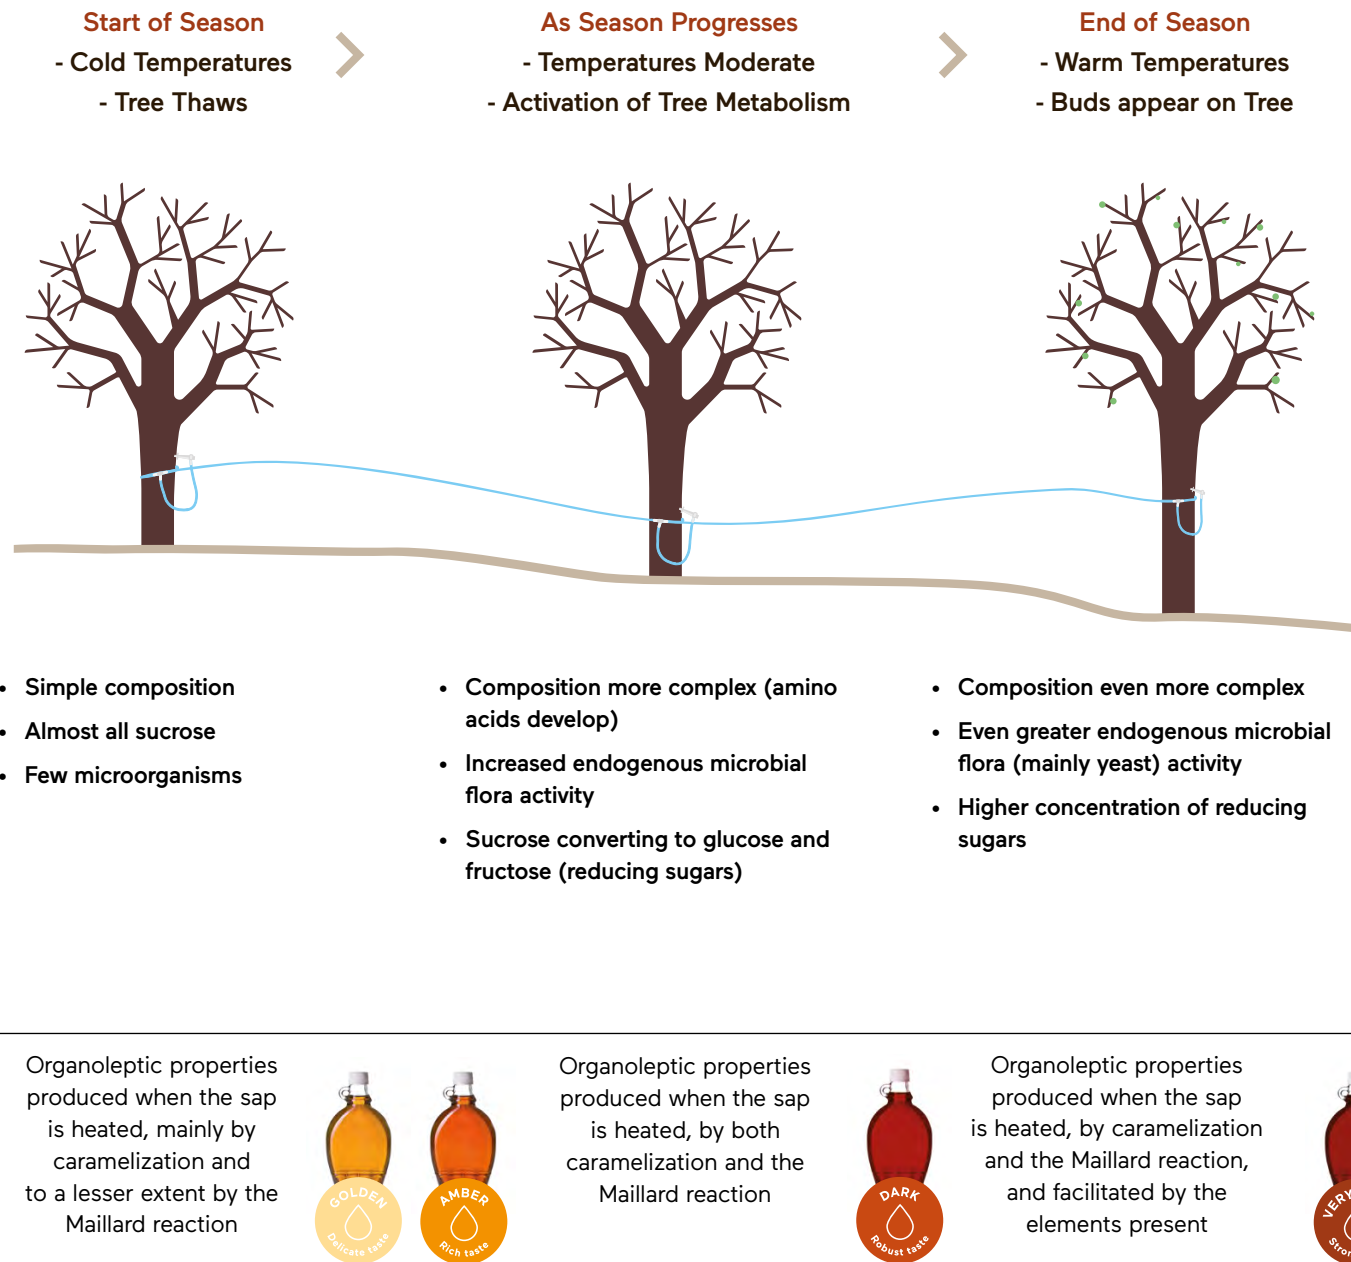 Start of Season
- Cold Temperatures
- Tree Thaws
As Season Progresses
- Temperatures Moderate
- Activation of Tree Metabolism
End of Season
- Warm Temperatures
- Buds appear on Tree
• Simple composition
• Almost all sucrose
• Few microorganisms
• Composition more complex (amino
acids develop)
• Increased endogenous microbial
flora activity
• Sucrose converting to glucose and
fructose (reducing sugars)
• Composition even more complex
• Even greater endogenous microbial
flora (mainly yeast) activity
• Higher concentration of reducing
sugars
Organoleptic properties
produced when the sap
is heated, mainly by
caramelization and
to a lesser extent by the
Maillard reaction
GOLDEN
Delicate taste
AMBER
Rich taste
Organoleptic properties
produced when the sap
is heated, by both
caramelization and the
Maillard reaction
DARK
Robust taste
Organoleptic properties
produced when the sap
is heated, by caramelization
and the Maillard reaction,
and facilitated by the
elements present
VERY